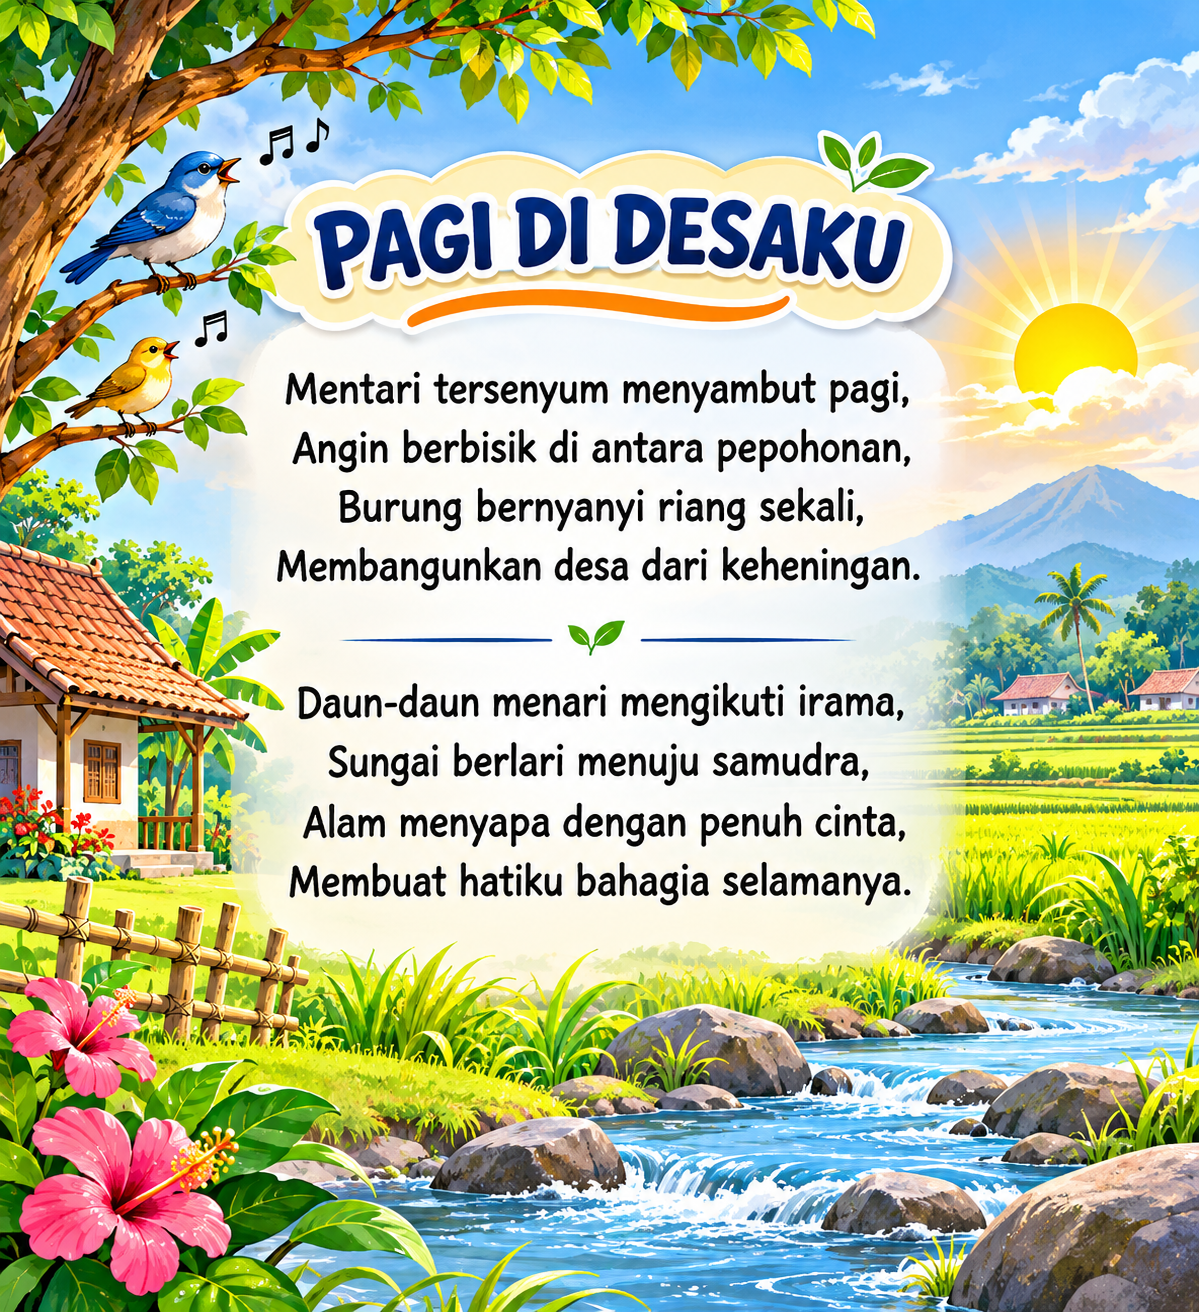 PAGI DI DESAKU
Mentari tersenyum menyambut pagi,
Angin berbisik di antara pepohonan,
Burung bernyanyi riang sekali,
Membangunkan desa dari keheningan.
Daun-daun menari mengikuti irama,
Sungai berlari menuju samudra,
Alam menyapa dengan penuh cinta,
Membuat hatiku bahagia selamanya.